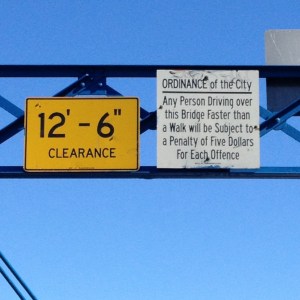 12'-6"
CLEARANCE
ORDINANCE of the City
Any Person Driving over
this Bridge Faster than
a Walk will be Subject to
a Penalty of Five Dollars
For Each Offence